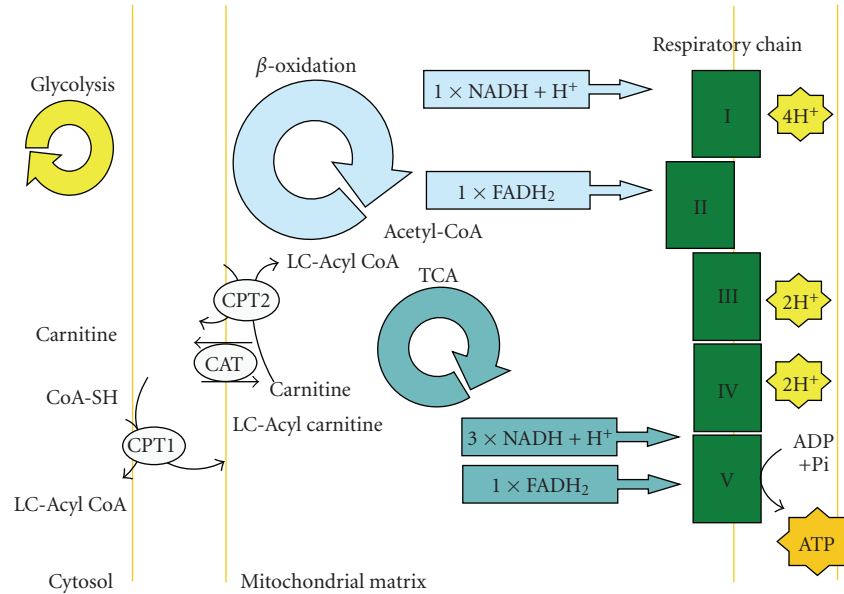 Respiratory chain
β-oxidation
Glycolysis
1 × NADH + H⁺
I
4H⁺
1 × FADH₂
II
Acetyl-CoA
LC-Acyl CoA
TCA
CPT2
III
2H⁺
Carnitine
CAT
IV
2H⁺
Carnitine
CoA-SH
LC-Acyl carnitine
3 × NADH + H⁺
ADP
+Pi
CPT1
1 × FADH₂
V
LC-Acyl CoA
ATP
Cytosol
Mitochondrial matrix